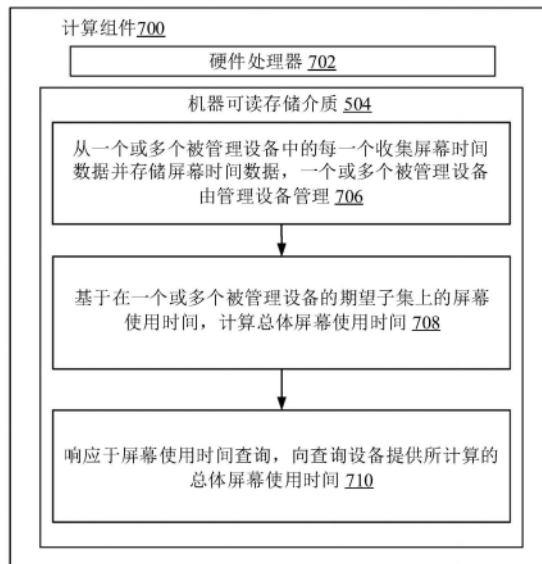 计算组件700
硬件处理器 702
机器可读存储介质 504
从一个或多个被管理设备中的每一个收集屏幕时间
数据并存储屏幕时间数据，一个或多个被管理设备
由管理设备管理 706
基于在一个或多个被管理设备的期望子集上的屏幕
使用时间，计算总体屏幕使用时间 708
响应于屏幕使用时间查询，向查询设备提供所计算的
总体屏幕使用时间 710